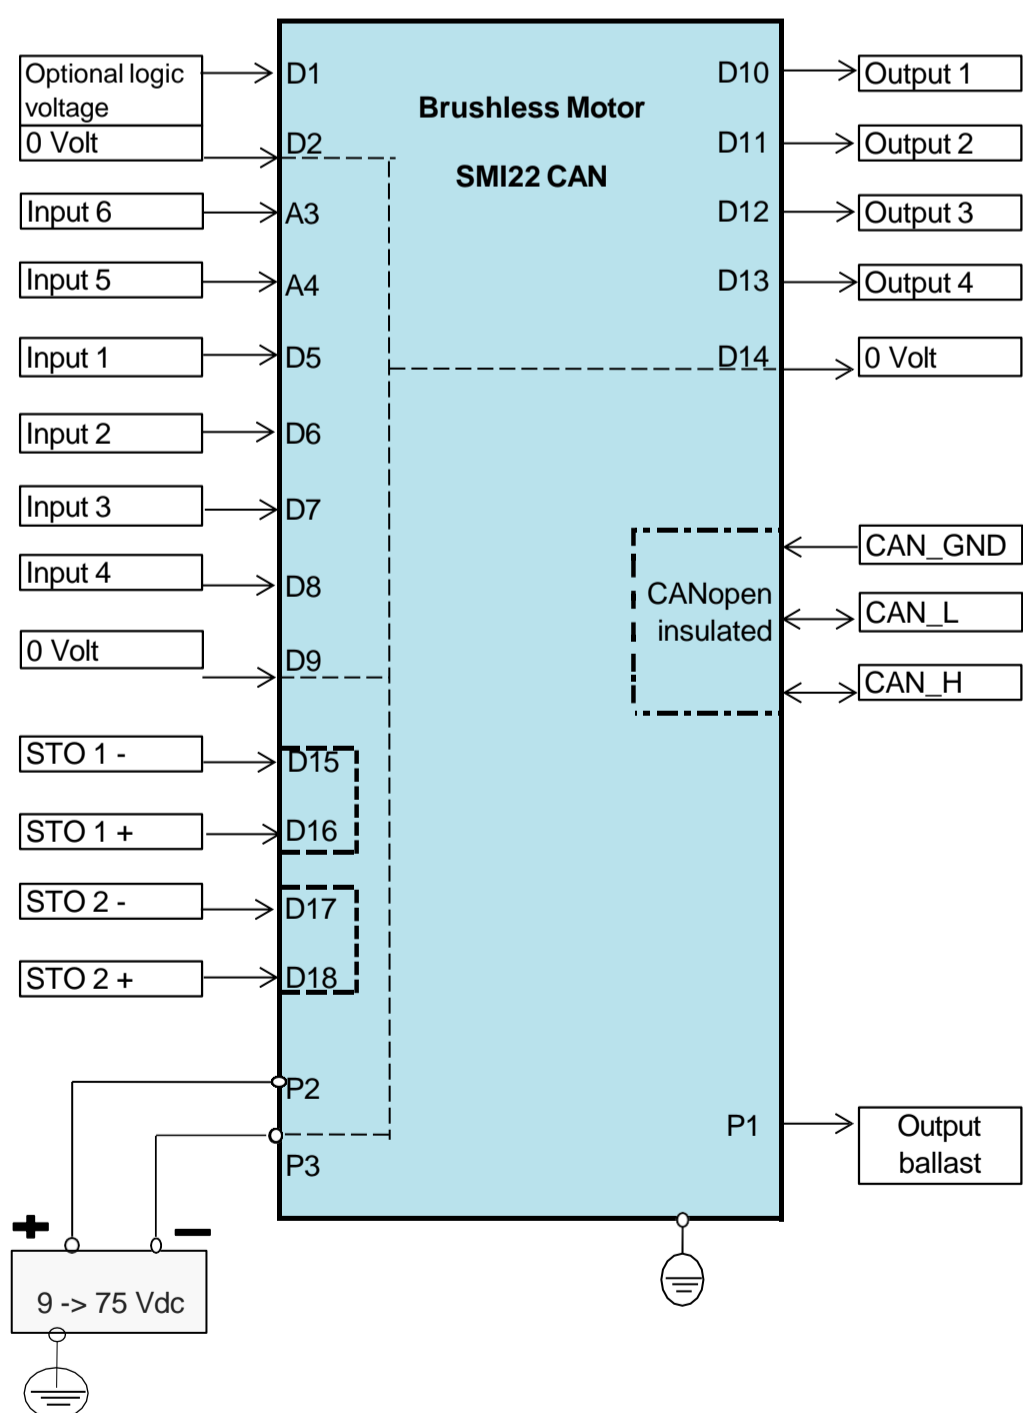 Optional logic
voltage
0 Volt
Input 6
Input 5
Input 1
Input 2
Input 3
Input 4
0 Volt
STO 1 -
STO 1 +
STO 2 -
STO 2 +
D1
D2
A3
A4
D5
D6
D7
D8
D9
D15
D16
D17
D18
P2
P3
Brushless Motor
SMI22 CAN
CANopen
insulated
D10
D11
D12
D13
D14
P1
Output 1
Output 2
Output 3
Output 4
0 Volt
CAN_GND
CAN_L
CAN_H
Output
ballast
+ -
9 -> 75 Vdc